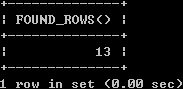 +--------------+
| FOUND_ROWS() |
+--------------+
|           13 |
+--------------+
1 row in set (0.00 sec)